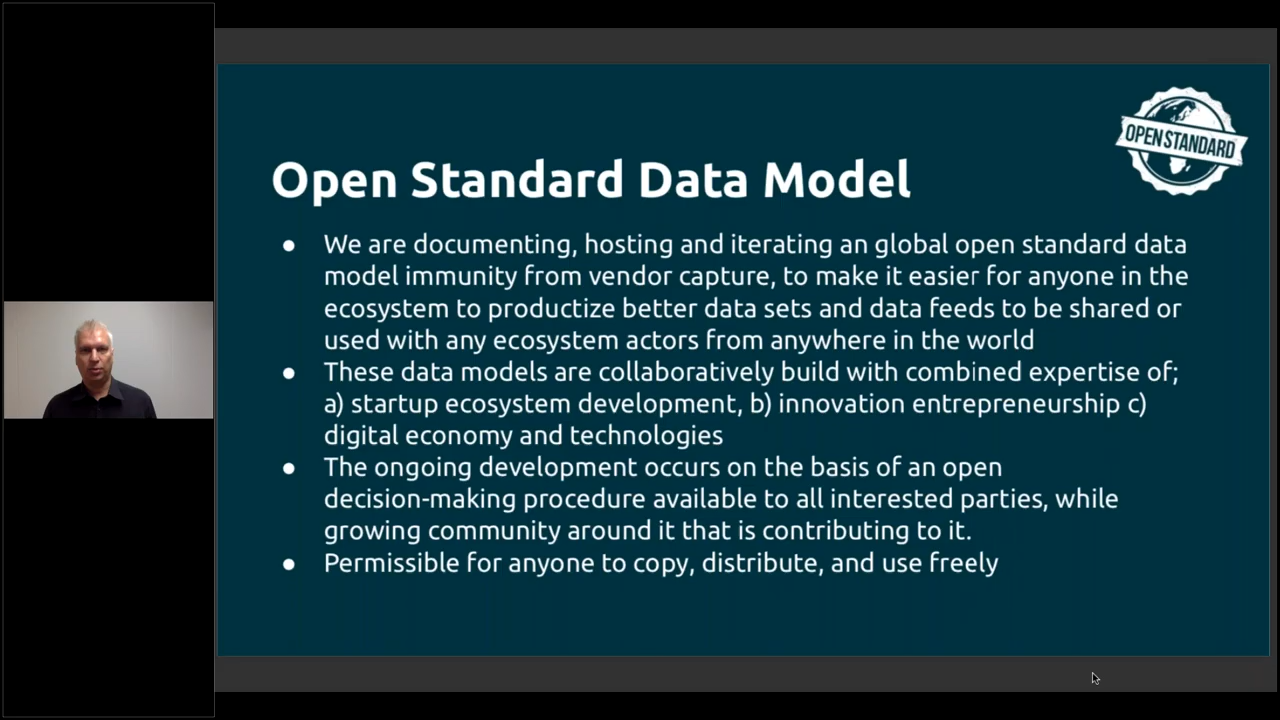 OPEN STANDARD
Open Standard Data Model
● We are documenting, hosting and iterating an global open standard data
model immunity from vendor capture, to make it easier for anyone in the
ecosystem to productize better data sets and data feeds to be shared or
used with any ecosystem actors from anywhere in the world
● These data models are collaboratively build with combined expertise of;
a) startup ecosystem development, b) innovation entrepreneurship c)
digital economy and technologies
● The ongoing development occurs on the basis of an open
decision-making procedure available to all interested parties, while
growing community around it that is contributing to it.
● Permissible for anyone to copy, distribute, and use freely